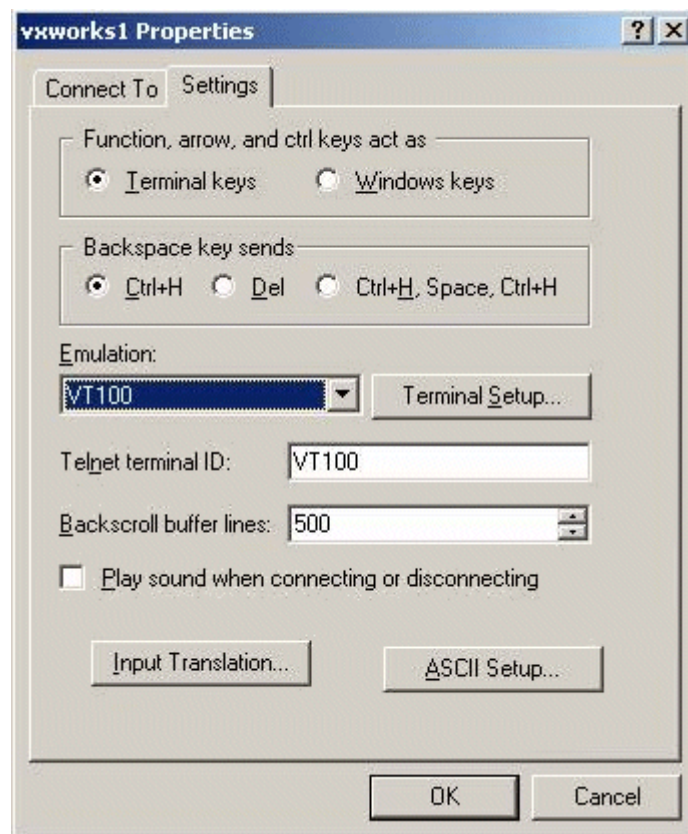 vxworks1 Properties
Connect To Settings
Function, arrow, and ctrl keys act as
Terminal keys Windows keys
Backspace key sends
Ctrl+H Del Ctrl+H, Space, Ctrl+H
Emulation:
VT100 Terminal Setup...
Telnet terminal ID: VT100
Backscroll buffer lines: 500
Play sound when connecting or disconnecting
Input Translation... ASCII Setup...
OK Cancel